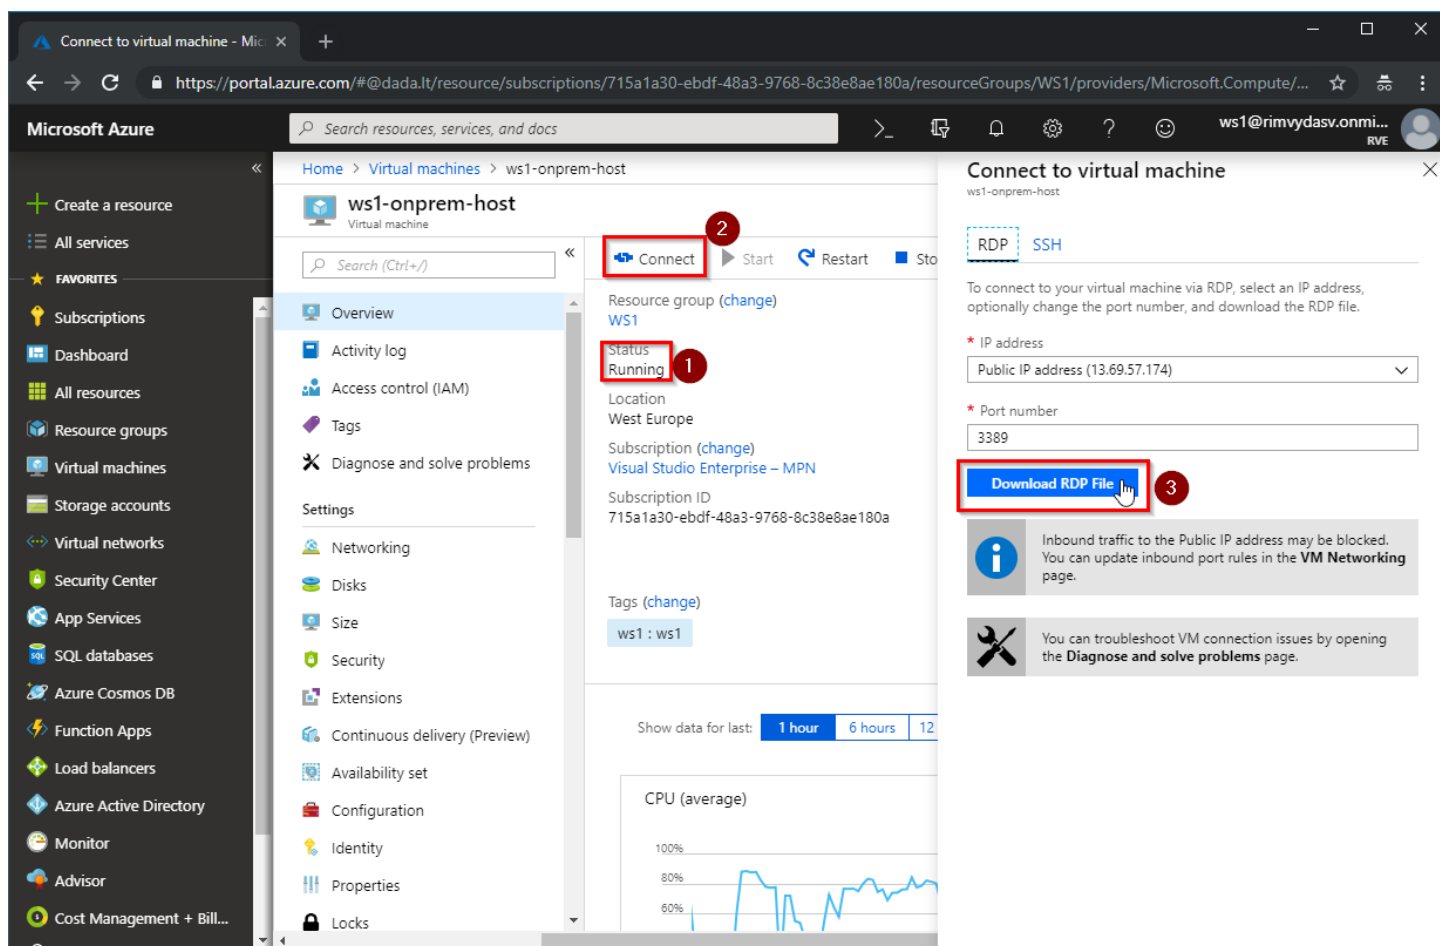 Connect to virtual machine - Mic
https://portal.azure.com/#@dada.lt/resource/subscriptions/715a1a30-ebdf-48a3-9768-8c38e8ae180a/resourceGroups/WS1/providers/Microsoft.Compute/...
Microsoft Azure
Search resources, services, and docs
ws1@rimvydasv.onmi...
RVE
Create a resource
All services
FAVORITES
Subscriptions
Dashboard
All resources
Resource groups
Virtual machines
Storage accounts
Virtual networks
Security Center
App Services
SQL databases
Azure Cosmos DB
Function Apps
Load balancers
Azure Active Directory
Monitor
Advisor
Cost Management + Bill...
Home > Virtual machines > ws1-onprem-host
ws1-onprem-host
Virtual machine
Search (Ctrl+/)
Overview
Activity log
Access control (IAM)
Tags
Diagnose and solve problems
Settings
Networking
Disks
Size
Security
Extensions
Continuous delivery (Preview)
Availability set
Configuration
Identity
Properties
Locks
2
Connect Start Restart Sto
Resource group (change)
WS1
Status
Running
1
Location
West Europe
Subscription (change)
Visual Studio Enterprise – MPN
Subscription ID
715a1a30-ebdf-48a3-9768-8c38e8ae180a
Tags (change)
ws1 : ws1
Show data for last: 1 hour 6 hours 12
CPU (average)
100%
80%
60%
Connect to virtual machine
ws1-onprem-host
RDP SSH
To connect to your virtual machine via RDP, select an IP address,
optionally change the port number, and download the RDP file.
* IP address
Public IP address (13.69.57.174)
* Port number
3389
Download RDP File
3
Inbound traffic to the Public IP address may be blocked.
You can update inbound port rules in the VM Networking
page.
You can troubleshoot VM connection issues by opening
the Diagnose and solve problems page.